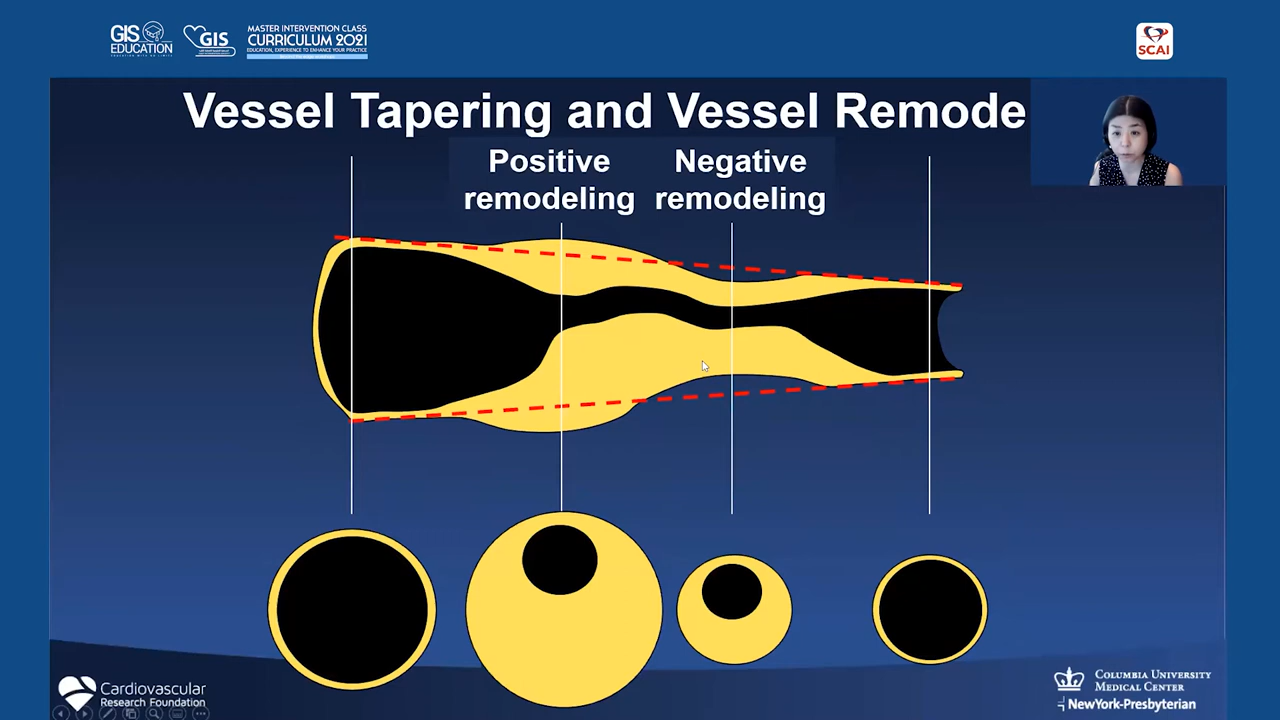 GIS
EDUCATION
GIS
MASTER INTERVENTION CLASS
CURRICULUM 2021
EDUCATION, EXPERIENCE TO ENHANCE YOUR PRACTICE
SCAI
Vessel Tapering and Vessel Remode
Positive
remodeling
Negative
remodeling
Cardiovascular
Research Foundation
COLUMBIA UNIVERSITY
MEDICAL CENTER
NewYork-Presbyterian